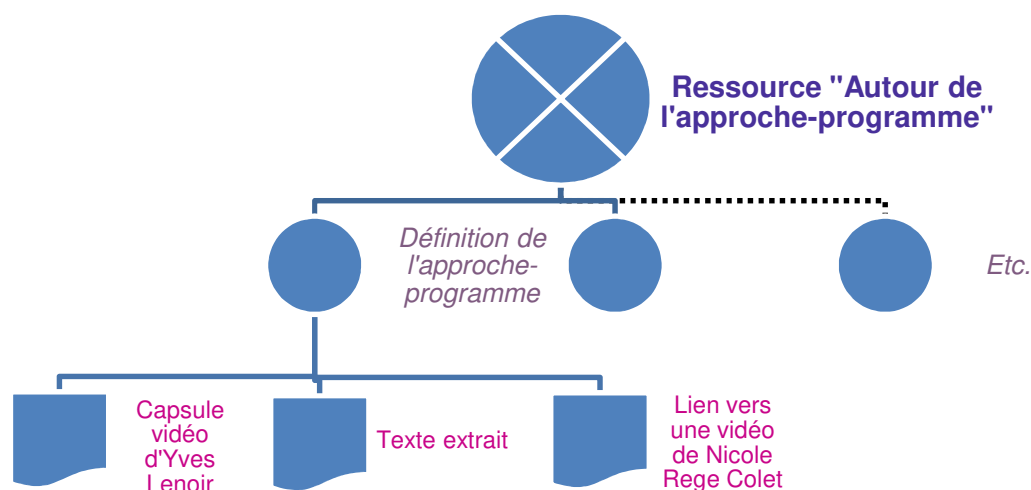 Ressource "Autour de
l'approche-programme"
Définition de
l'approche-
programme
Etc.
Capsule
vidéo
d'Yves
Lenoir
Texte extrait
Lien vers
une vidéo
de Nicole
Rege Colet